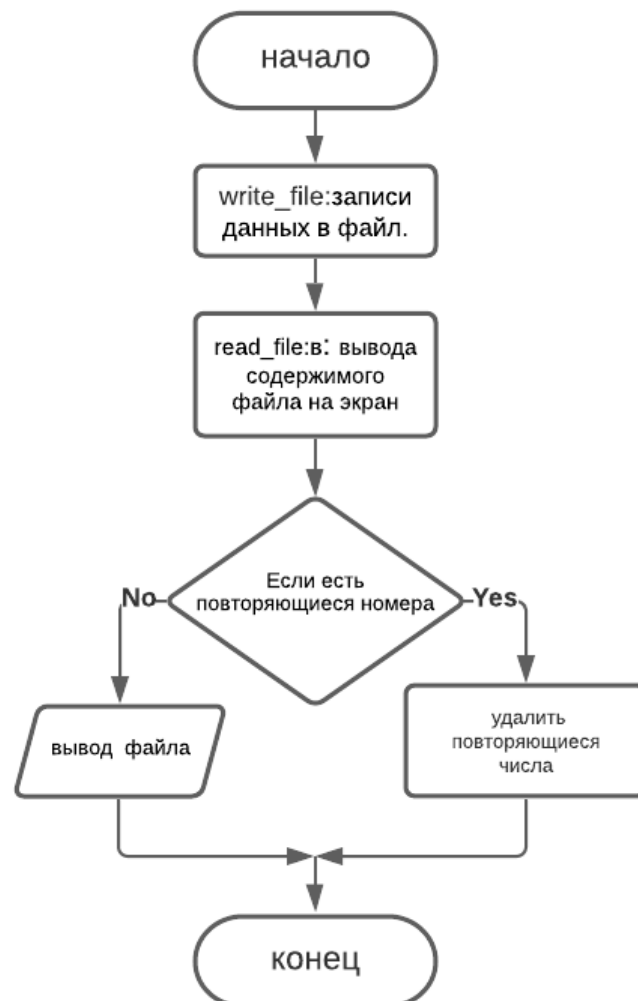 начало
write_file:записи
данных в файл.
read_file:в: вывода
содержимого
файла на экран
Если есть
повторяющиеся номера
No
Yes
вывод файла
удалить
повторяющиеся
числа
конец